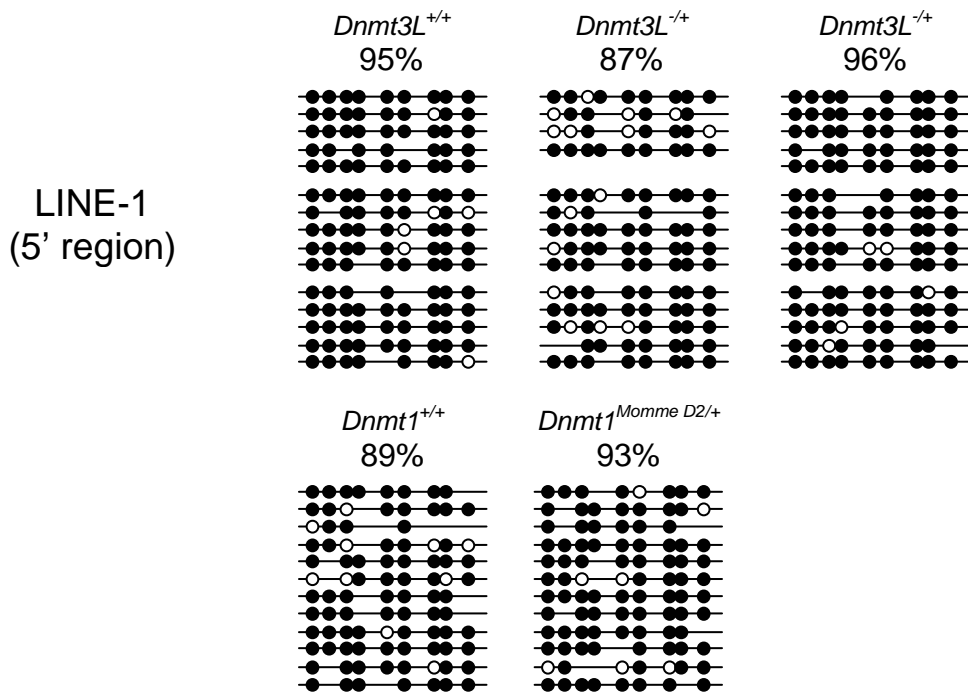 Dnmt3L+/+ Dnmt3L-/+ Dnmt3L-/+
95% 87% 96%
LINE-1
(5' region)
Dnmt1+/+ Dnmt1Momme D2/+
89% 93%